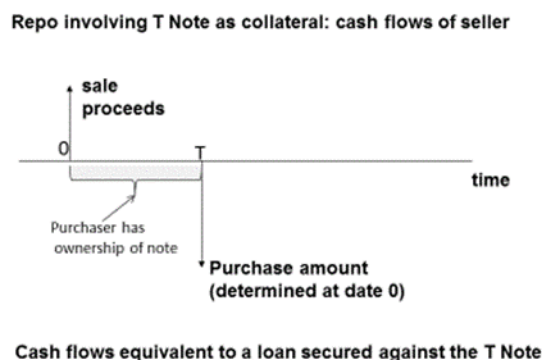 Repo involving T Note as collateral: cash flows of seller
sale
proceeds
0
T
time
Purchaser has
ownership of note
Purchase amount
(determined at date 0)
Cash flows equivalent to a loan secured against the T Note